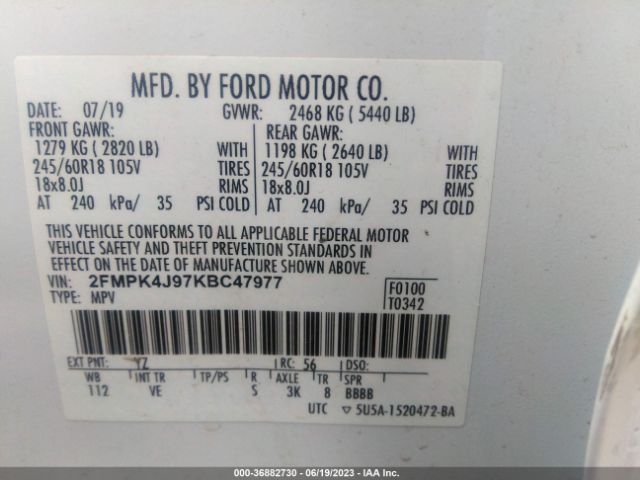 MFD. BY FORD MOTOR CO.
DATE: 07/19 GVWR: 2468 KG ( 5440 LB)
FRONT GAWR: REAR GAWR:
1279 KG ( 2820 LB) WITH 1198 KG ( 2640 LB) WITH
245/60R18 105V TIRES 245/60R18 105V TIRES
18x8.0J RIMS 18x8.0J RIMS
AT 240 kPa/ 35 PSI COLD AT 240 kPa/ 35 PSI COLD
THIS VEHICLE CONFORMS TO ALL APPLICABLE FEDERAL MOTOR
VEHICLE SAFETY AND THEFT PREVENTION STANDARDS IN
EFFECT ON THE DATE OF MANUFACTURE SHOWN ABOVE.
VIN: 2FMPK4J97KBC47977 F0100
TYPE: MPV T0342
EXT PNT: YZ RC: 56 DSO:
WB INT TR TP/PS R AXLE TR SPR
112 VE S 3K 8 BBBB
UTC ▽ 5U5A-1520472-BA
000-36882730 - 06/19/2023 - IAA Inc.